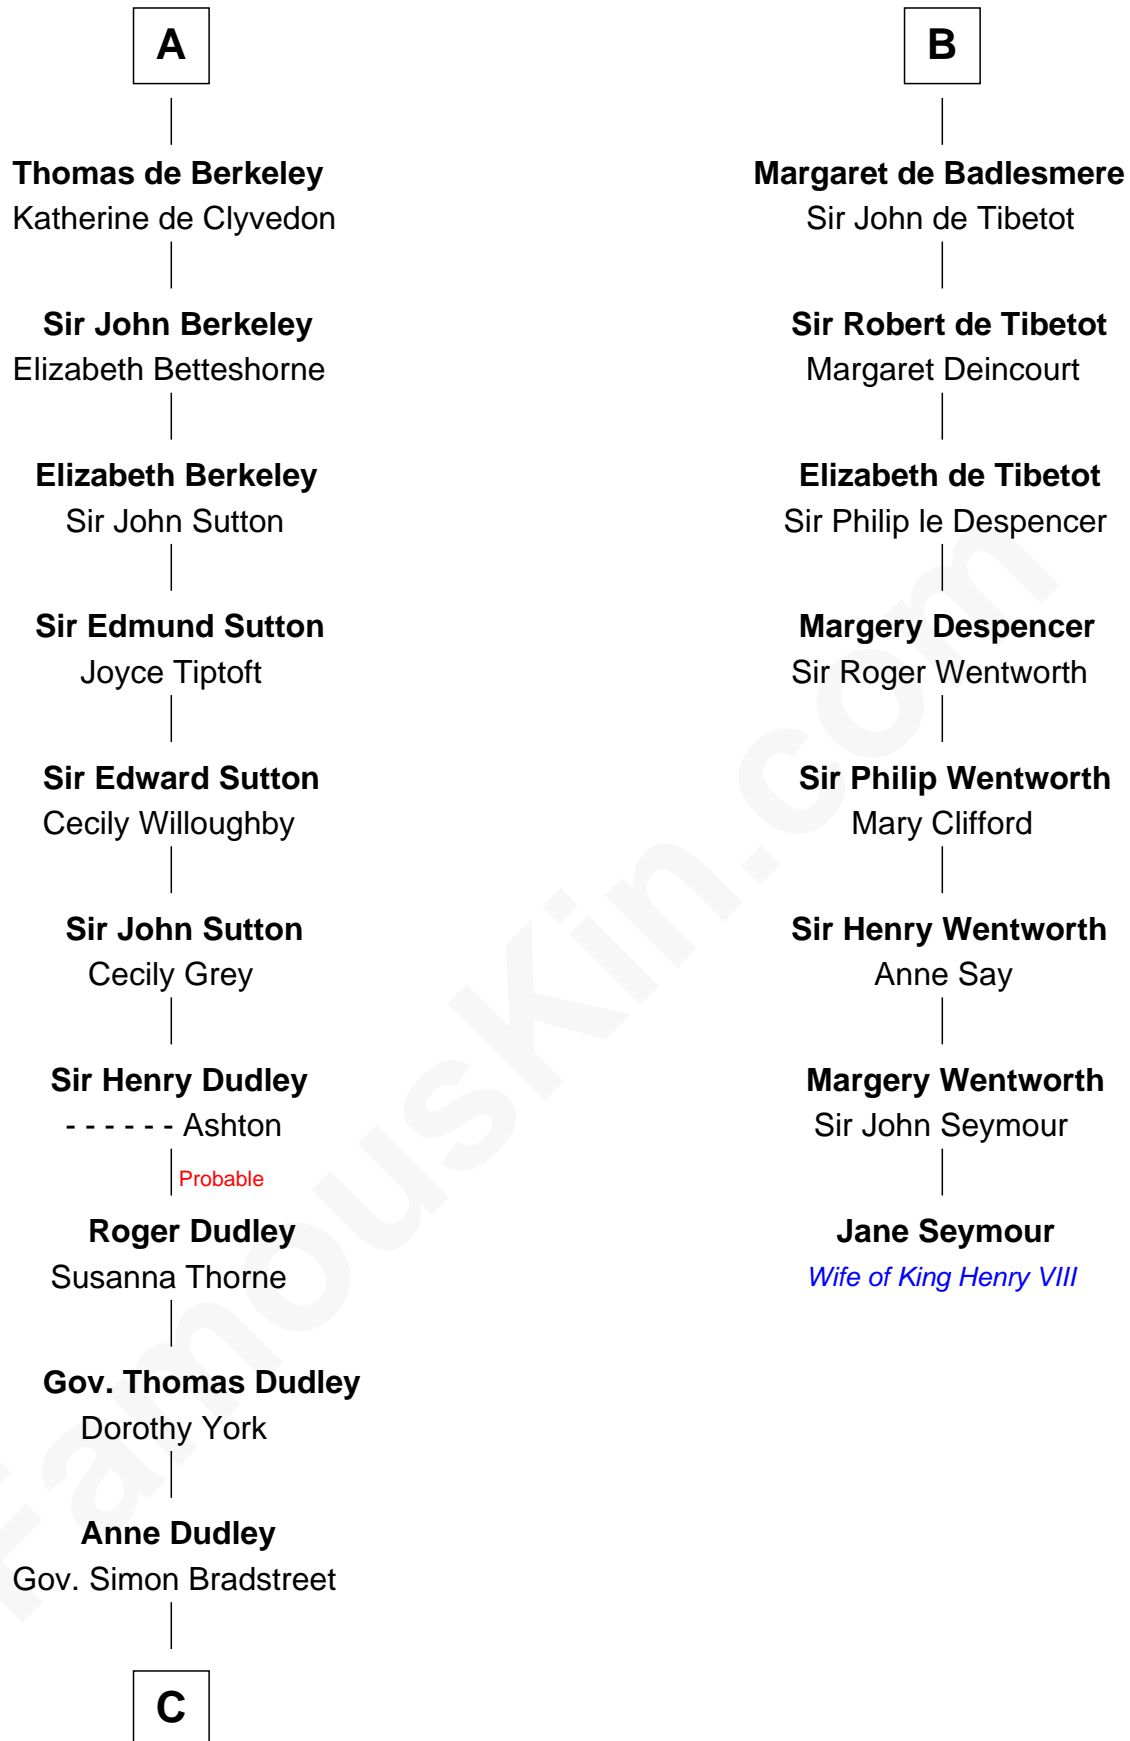 A
Thomas de Berkeley
Katherine de Clyvedon
Sir John Berkeley
Elizabeth Betteshorne
Elizabeth Berkeley
Sir John Sutton
Sir Edmund Sutton
Joyce Tiptoft
Sir Edward Sutton
Cecily Willoughby
Sir John Sutton
Cecily Grey
Sir Henry Dudley
- - - - - - Ashton
Probable
Roger Dudley
Susanna Thorne
Gov. Thomas Dudley
Dorothy York
Anne Dudley
Gov. Simon Bradstreet
C
B
Margaret de Badlesmere
Sir John de Tibetot
Sir Robert de Tibetot
Margaret Deincourt
Elizabeth de Tibetot
Sir Philip le Despencer
Margery Despencer
Sir Roger Wentworth
Sir Philip Wentworth
Mary Clifford
Sir Henry Wentworth
Anne Say
Margery Wentworth
Sir John Seymour
Jane Seymour
Wife of King Henry VIII
FamousKin.com